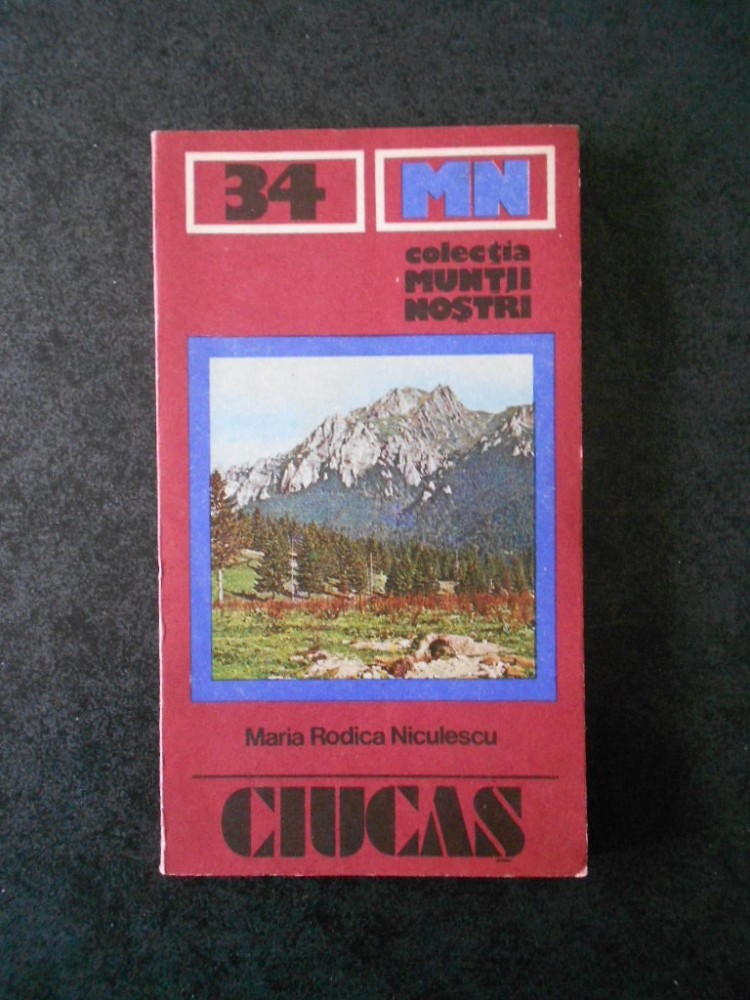 34
MN
colecția
MUNȚII
NOȘTRI
Maria Rodica Niculescu
CIUCAȘ